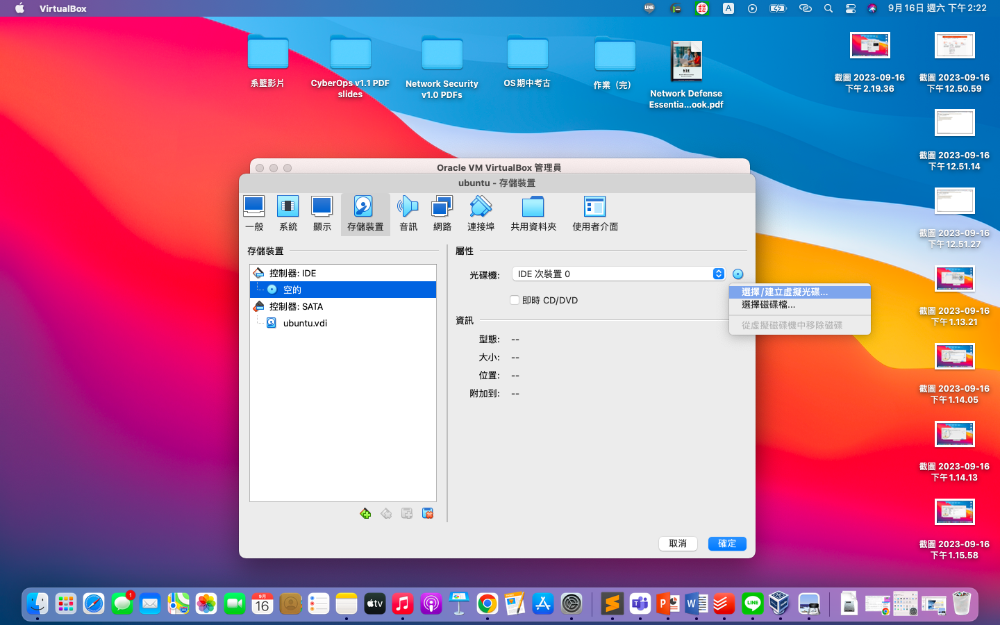 VirtualBox
LINE
A
9月16日 週六 下午2:22
系籃影片
CyberOps v1.1 PDF
slides
Network Security
v1.0 PDFs
OS期中考古
作業（完）
NDE
Network Defense
Essentia...ook.pdf
截圖 2023-09-16
下午2.19.36
截圖 2023-09-16
下午12.50.59
截圖 2023-09-16
下午12.51.14
截圖 2023-09-16
下午12.51.27
截圖 2023-09-16
下午1.13.21
截圖 2023-09-16
下午1.14.05
截圖 2023-09-16
下午1.14.13
截圖 2023-09-16
下午1.15.58
Oracle VM VirtualBox 管理員
ubuntu - 存儲裝置
一般
系統
顯示
存儲裝置
音訊
網路
連接埠
共用資料夾
使用者介面
存儲裝置
控制器: IDE
空的
控制器: SATA
ubuntu.vdi
屬性
光碟機: IDE 次裝置 0
即時 CD/DVD
選擇/建立虛擬光碟...
選擇磁碟檔...
從虛擬磁碟機中移除磁碟
資訊
型態: --
大小: --
位置: --
附加到: --
取消
確定
1
9月
16
tv
P
W
LINE